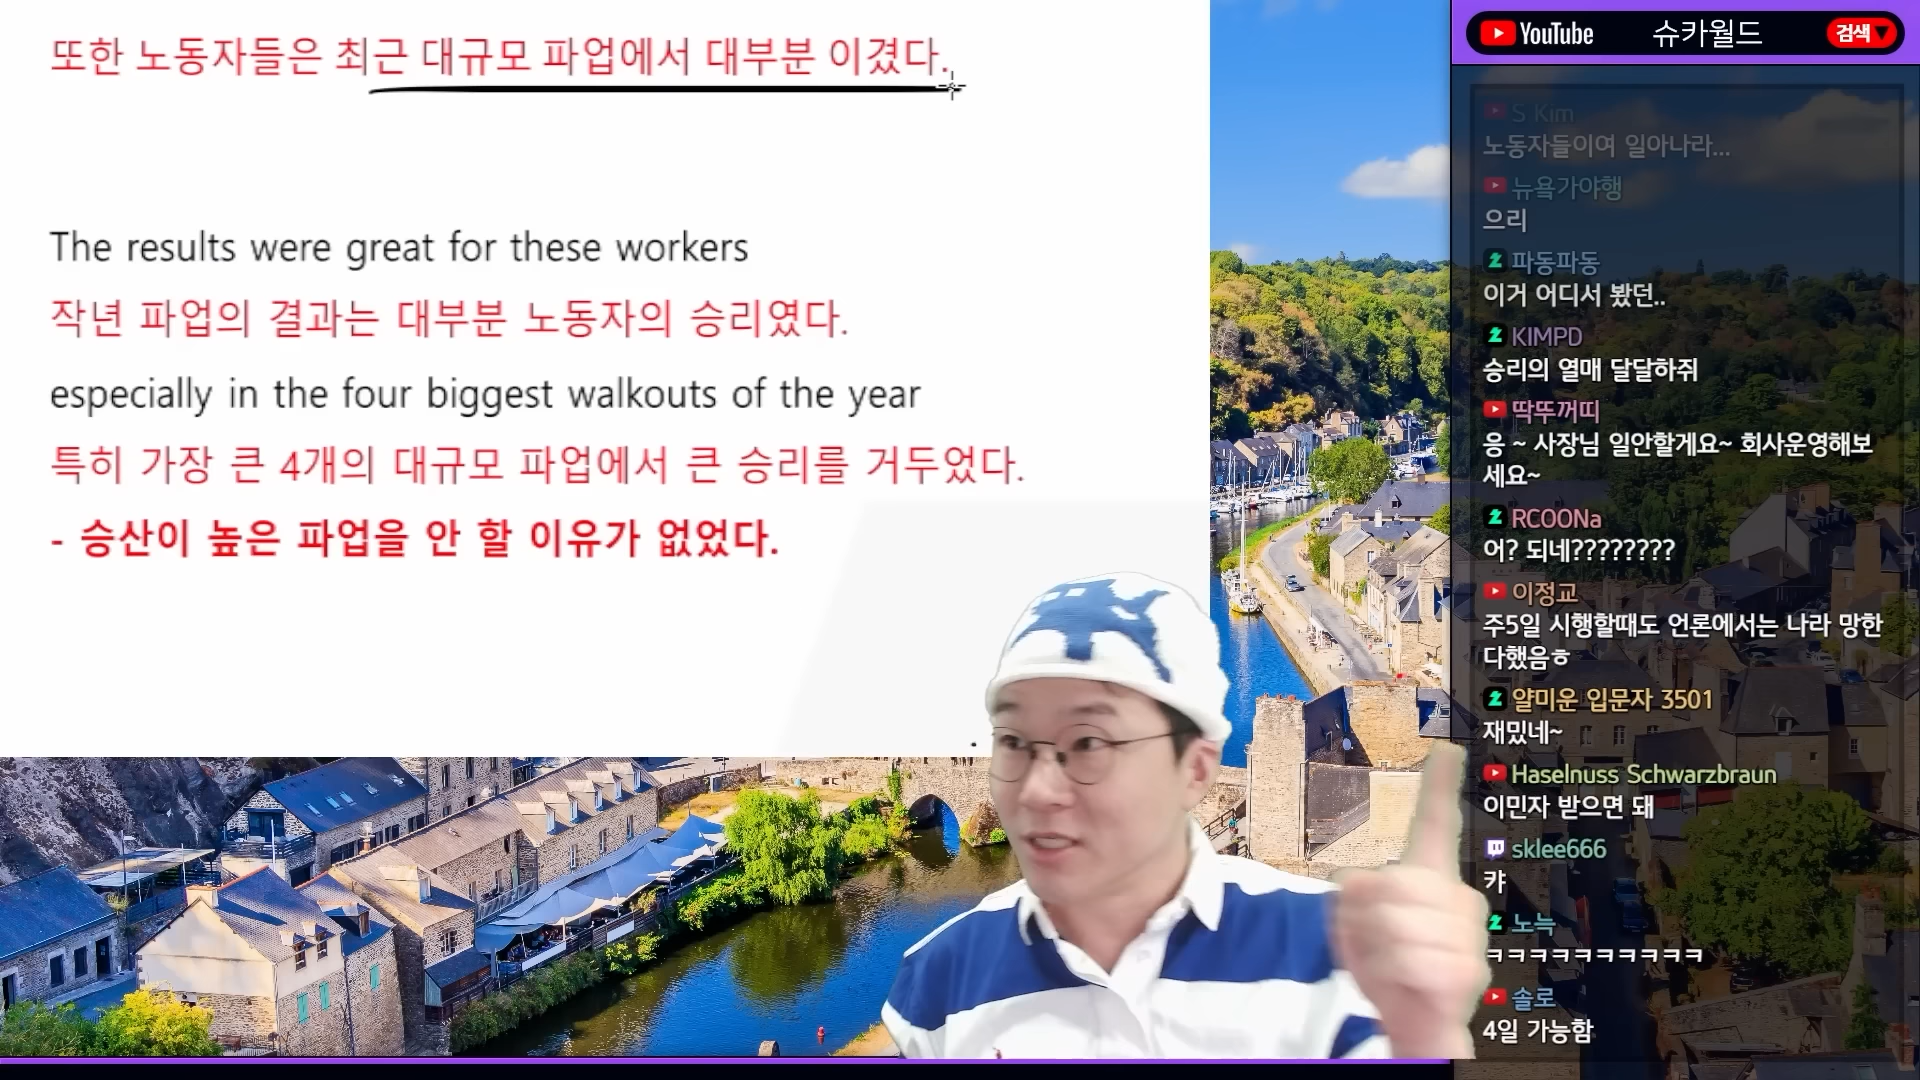 또한 노동자들은 최근 대규모 파업에서 대부분 이겼다.
The results were great for these workers
작년 파업의 결과는 대부분 노동자의 승리였다.
especially in the four biggest walkouts of the year
특히 가장 큰 4개의 대규모 파업에서 큰 승리를 거두었다.
- 승산이 높은 파업을 안 할 이유가 없었다.
YouTube 슈카월드 검색
S Kim
노동자들이여 일아나라...
뉴욕가야행
으리
파동파동
이거 어디서 봤던..
KIMPD
승리의 열매 달달하쥐
딱뚜꺼띠
응 ~ 사장님 일안할게요~ 회사운영해보
세요~
RCOONa
어? 되네????????
이정교
주5일 시행할때도 언론에서는 나라 망한
다했음ㅎ
얄미운 입문자 3501
재밌네~
Haselnuss Schwarzbraun
이민자 받으면 돼
sklee666
캬
노늑
ㅋㅋㅋㅋㅋㅋㅋㅋㅋㅋ
솔로
4일 가능함